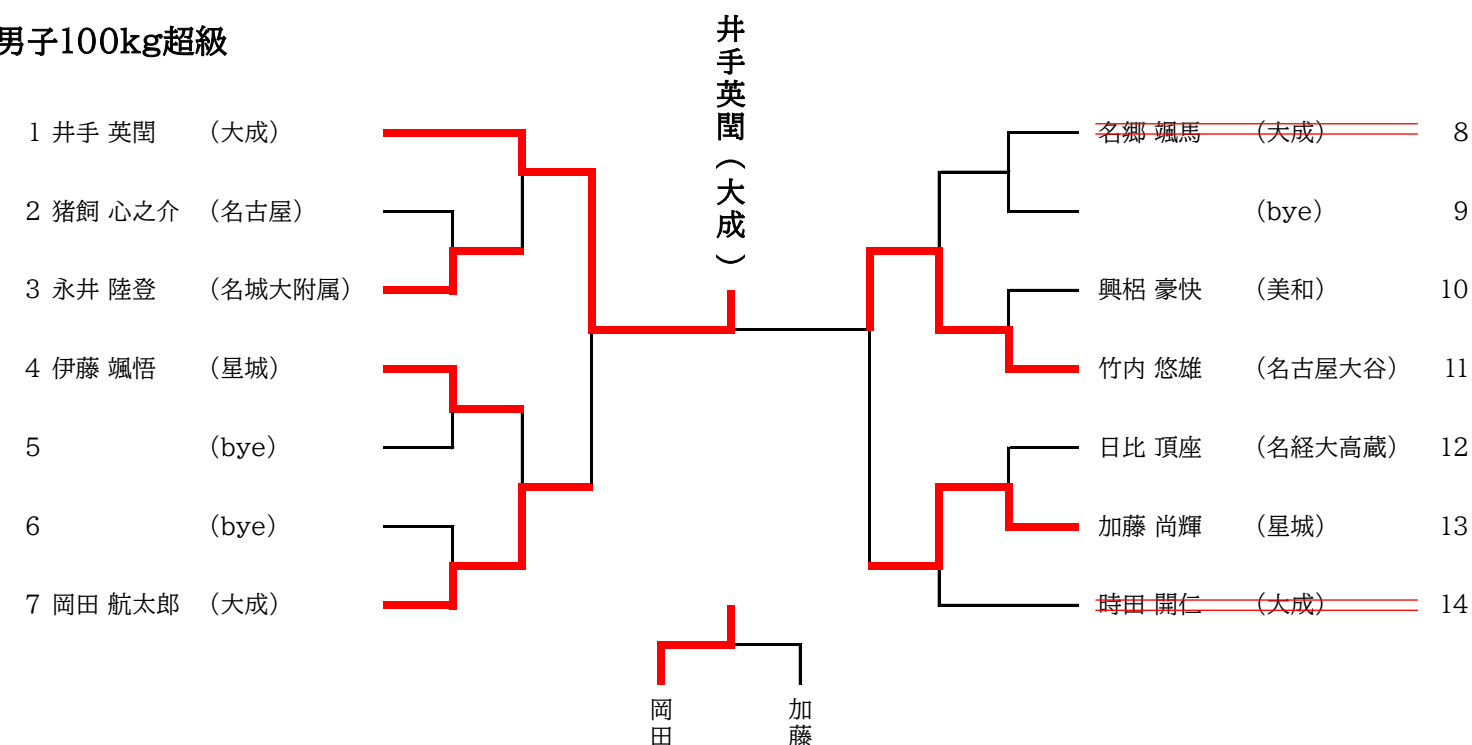 男子100kg超級
井手英閏（大成）
1 井手 英閏 （大成）
2 猪飼 心之介 （名古屋）
3 永井 陸登 （名城大附属）
4 伊藤 颯悟 （星城）
5 （bye）
6 （bye）
7 岡田 航太郎 （大成）
名郷 颯馬 （大成） 8
（bye） 9
興梠 豪快 （美和） 10
竹内 悠雄 （名古屋大谷） 11
日比 頂座 （名経大高蔵） 12
加藤 尚輝 （星城） 13
時田 開仁 （大成） 14
岡田
加藤